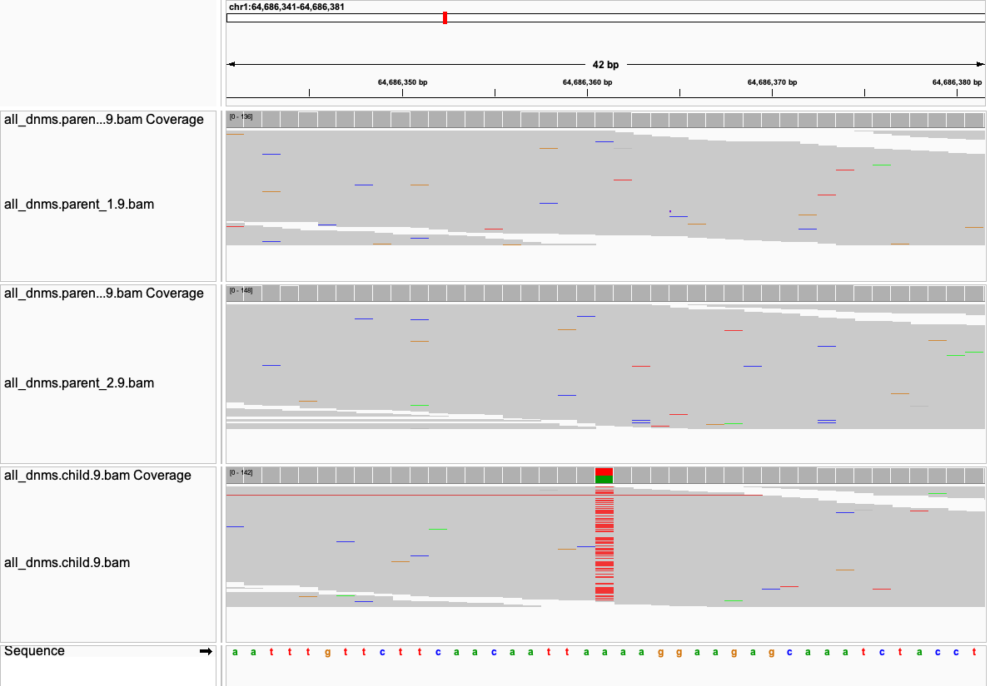 chr1:64,686,341-64,686,381
42 bp
64,686,350 bp 64,686,360 bp 64,686,370 bp 64,686,380 bp
all_dnms.paren...9.bam Coverage
[0 - 136]
all_dnms.parent_1.9.bam
all_dnms.paren...9.bam Coverage
[0 - 148]
all_dnms.parent_2.9.bam
all_dnms.child.9.bam Coverage
[0 - 142]
all_dnms.child.9.bam
Sequence
a a t t t g t t c t t c a a c a a t t a a a a g g a a g a g c a a a t c t a c c t